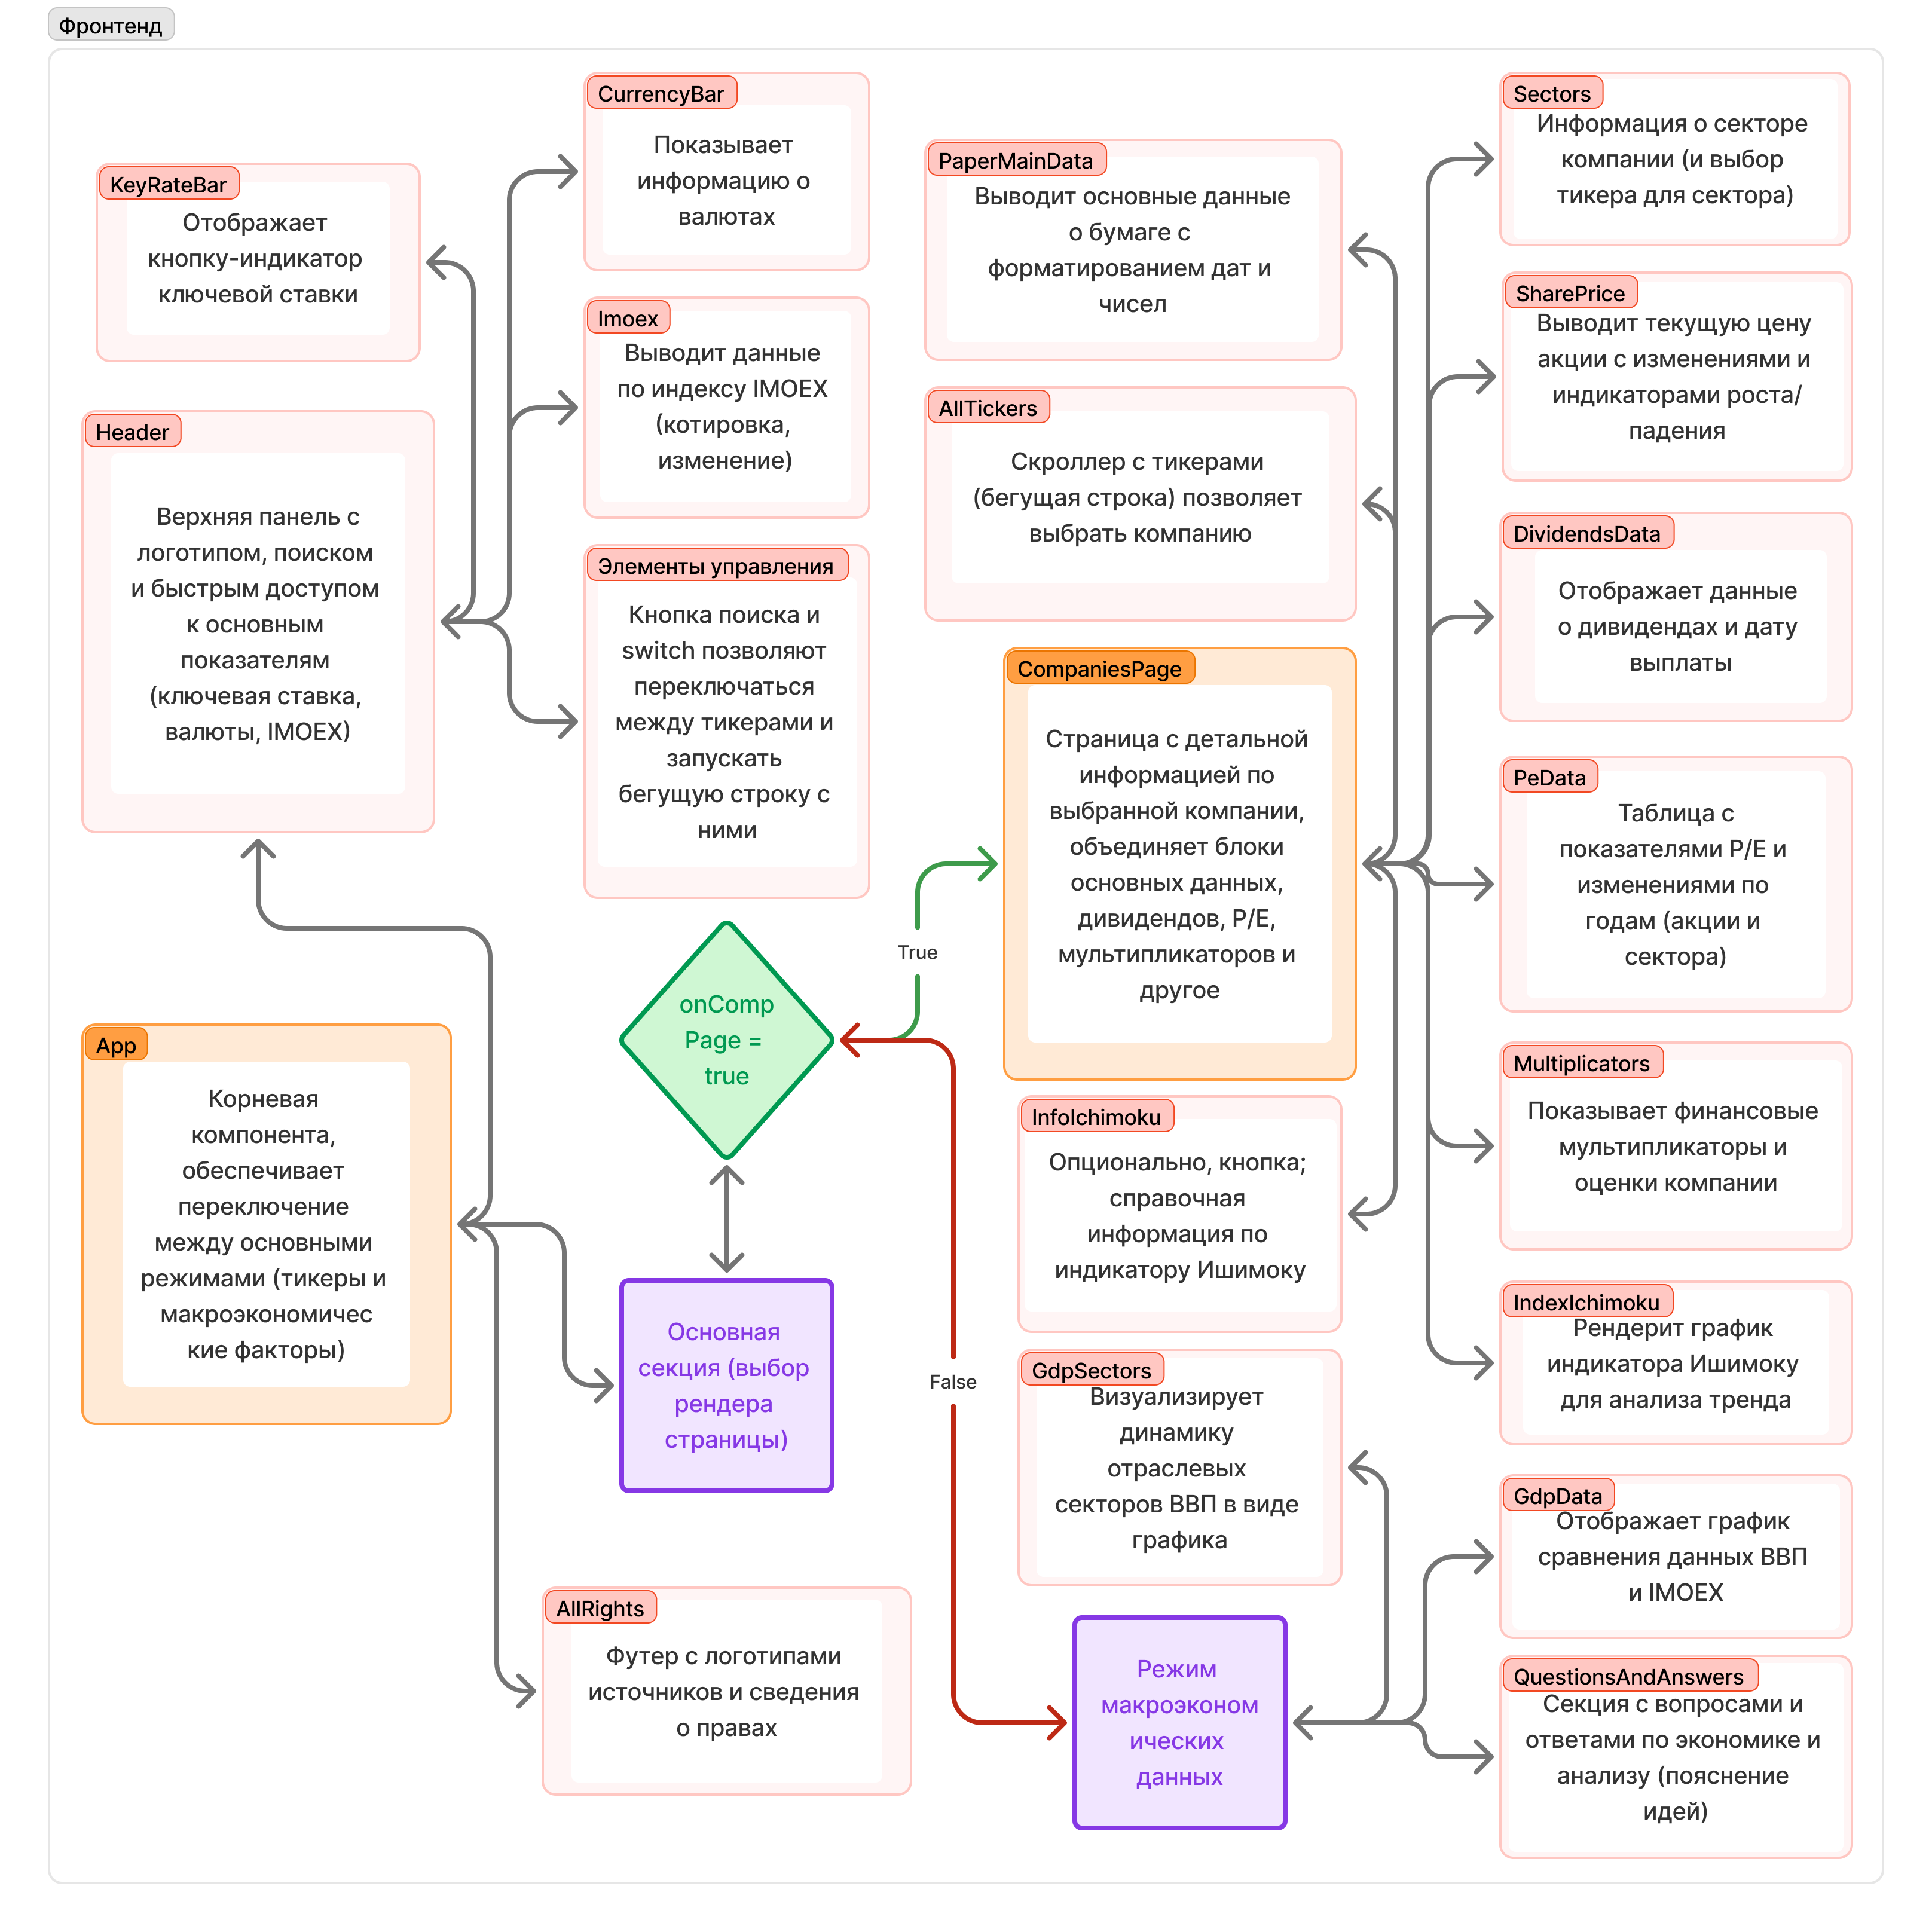 Фронтенд
KeyRateBar
Отображает
кнопку-индикатор
ключевой ставки
Header
Верхняя панель с
логотипом, поиском
и быстрым доступом
к основным
показателям
(ключевая ставка,
валюты, IMOEX)
App
Корневая
компонента,
обеспечивает
переключение
между основными
режимами (тикеры и
макроэкономичес
кие факторы)
CurrencyBar
Показывает
информацию о
валютах
Imoex
Выводит данные
по индексу IMOEX
(котировка,
изменение)
Элементы управления
Кнопка поиска и
switch позволяют
переключаться
между тикерами и
запускать
бегущую строку с
ними
onComp
Page =
true
True
False
Основная
секция (выбор
рендера
страницы)
AllRights
Футер с логотипами
источников и сведения
о правах
PaperMainData
Выводит основные данные
о бумаге с
форматированием дат и
чисел
AllTickers
Скроллер с тикерами
(бегущая строка) позволяет
выбрать компанию
CompaniesPage
Страница с детальной
информацией по
выбранной компании,
объединяет блоки
основных данных,
дивидендов, P/E,
мультипликаторов и
другое
InfoIchimoku
Опционально, кнопка;
справочная
информация по
индикатору Ишимоку
GdpSectors
Визуализирует
динамику
отраслевых
секторов ВВП в виде
графика
Режим
макроэконом
ических
данных
Sectors
Информация о секторе
компании (и выбор
тикера для сектора)
SharePrice
Выводит текущую цену
акции с изменениями и
индикаторами роста/
падения
DividendsData
Отображает данные
о дивидендах и дату
выплаты
PeData
Таблица с
показателями P/E и
изменениями по
годам (акции и
сектора)
Multiplicators
Показывает финансовые
мультипликаторы и
оценки компании
IndexIchimoku
Рендерит график
индикатора Ишимоку
для анализа тренда
GdpData
Отображает график
сравнения данных ВВП
и IMOEX
QuestionsAndAnswers
Секция с вопросами и
ответами по экономике и
анализу (пояснение
идей)